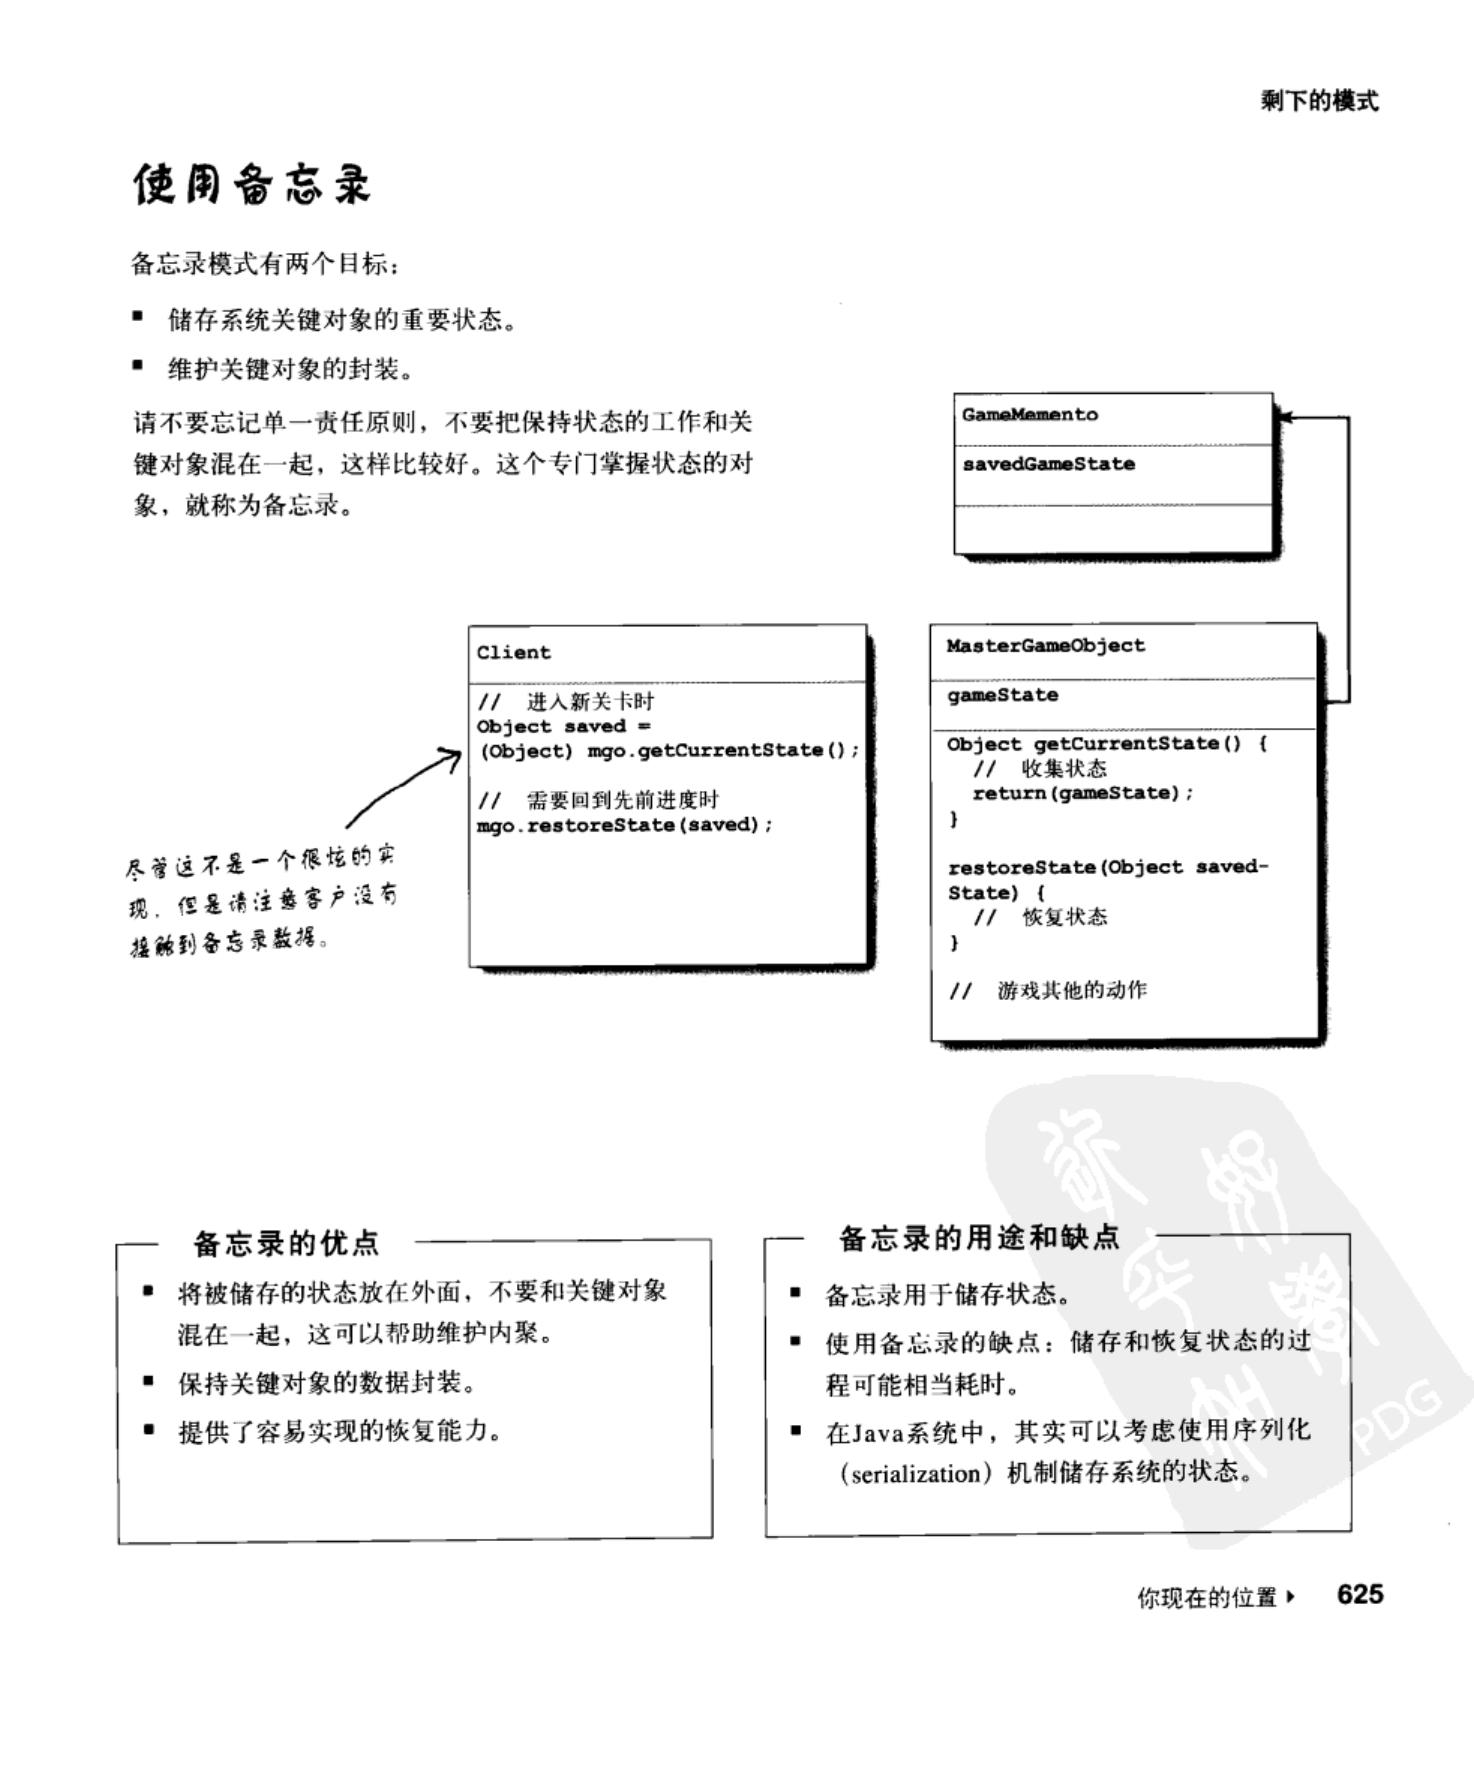 剩下的模式
使用备忘录
备忘录模式有两个目标：
▪ 储存系统关键对象的重要状态。
▪ 维护关键对象的封装。
请不要忘记单一责任原则，不要把保持状态的工作和关
键对象混在一起，这样比较好。这个专门掌握状态的对
象，就称为备忘录。
GameMemento
savedGameState
Client
// 进入新关卡时
Object saved =
(Object) mgo.getCurrentState();
// 需要回到先前进度时
mgo.restoreState(saved);
尽管这不是一个很炫的实
现，但是请注意客户没有
接触到备忘录数据。
MasterGameObject
gameState
Object getCurrentState() {
// 收集状态
return(gameState);
}
restoreState(Object saved-
State) {
// 恢复状态
}
// 游戏其他的动作
备忘录的优点
▪ 将被储存的状态放在外面，不要和关键对象
混在一起，这可以帮助维护内聚。
▪ 保持关键对象的数据封装。
▪ 提供了容易实现的恢复能力。
备忘录的用途和缺点
▪ 备忘录用于储存状态。
▪ 使用备忘录的缺点：储存和恢复状态的过
程可能相当耗时。
▪ 在Java系统中，其实可以考虑使用序列化
（serialization）机制储存系统的状态。
PDG
你现在的位置 ▸ 625